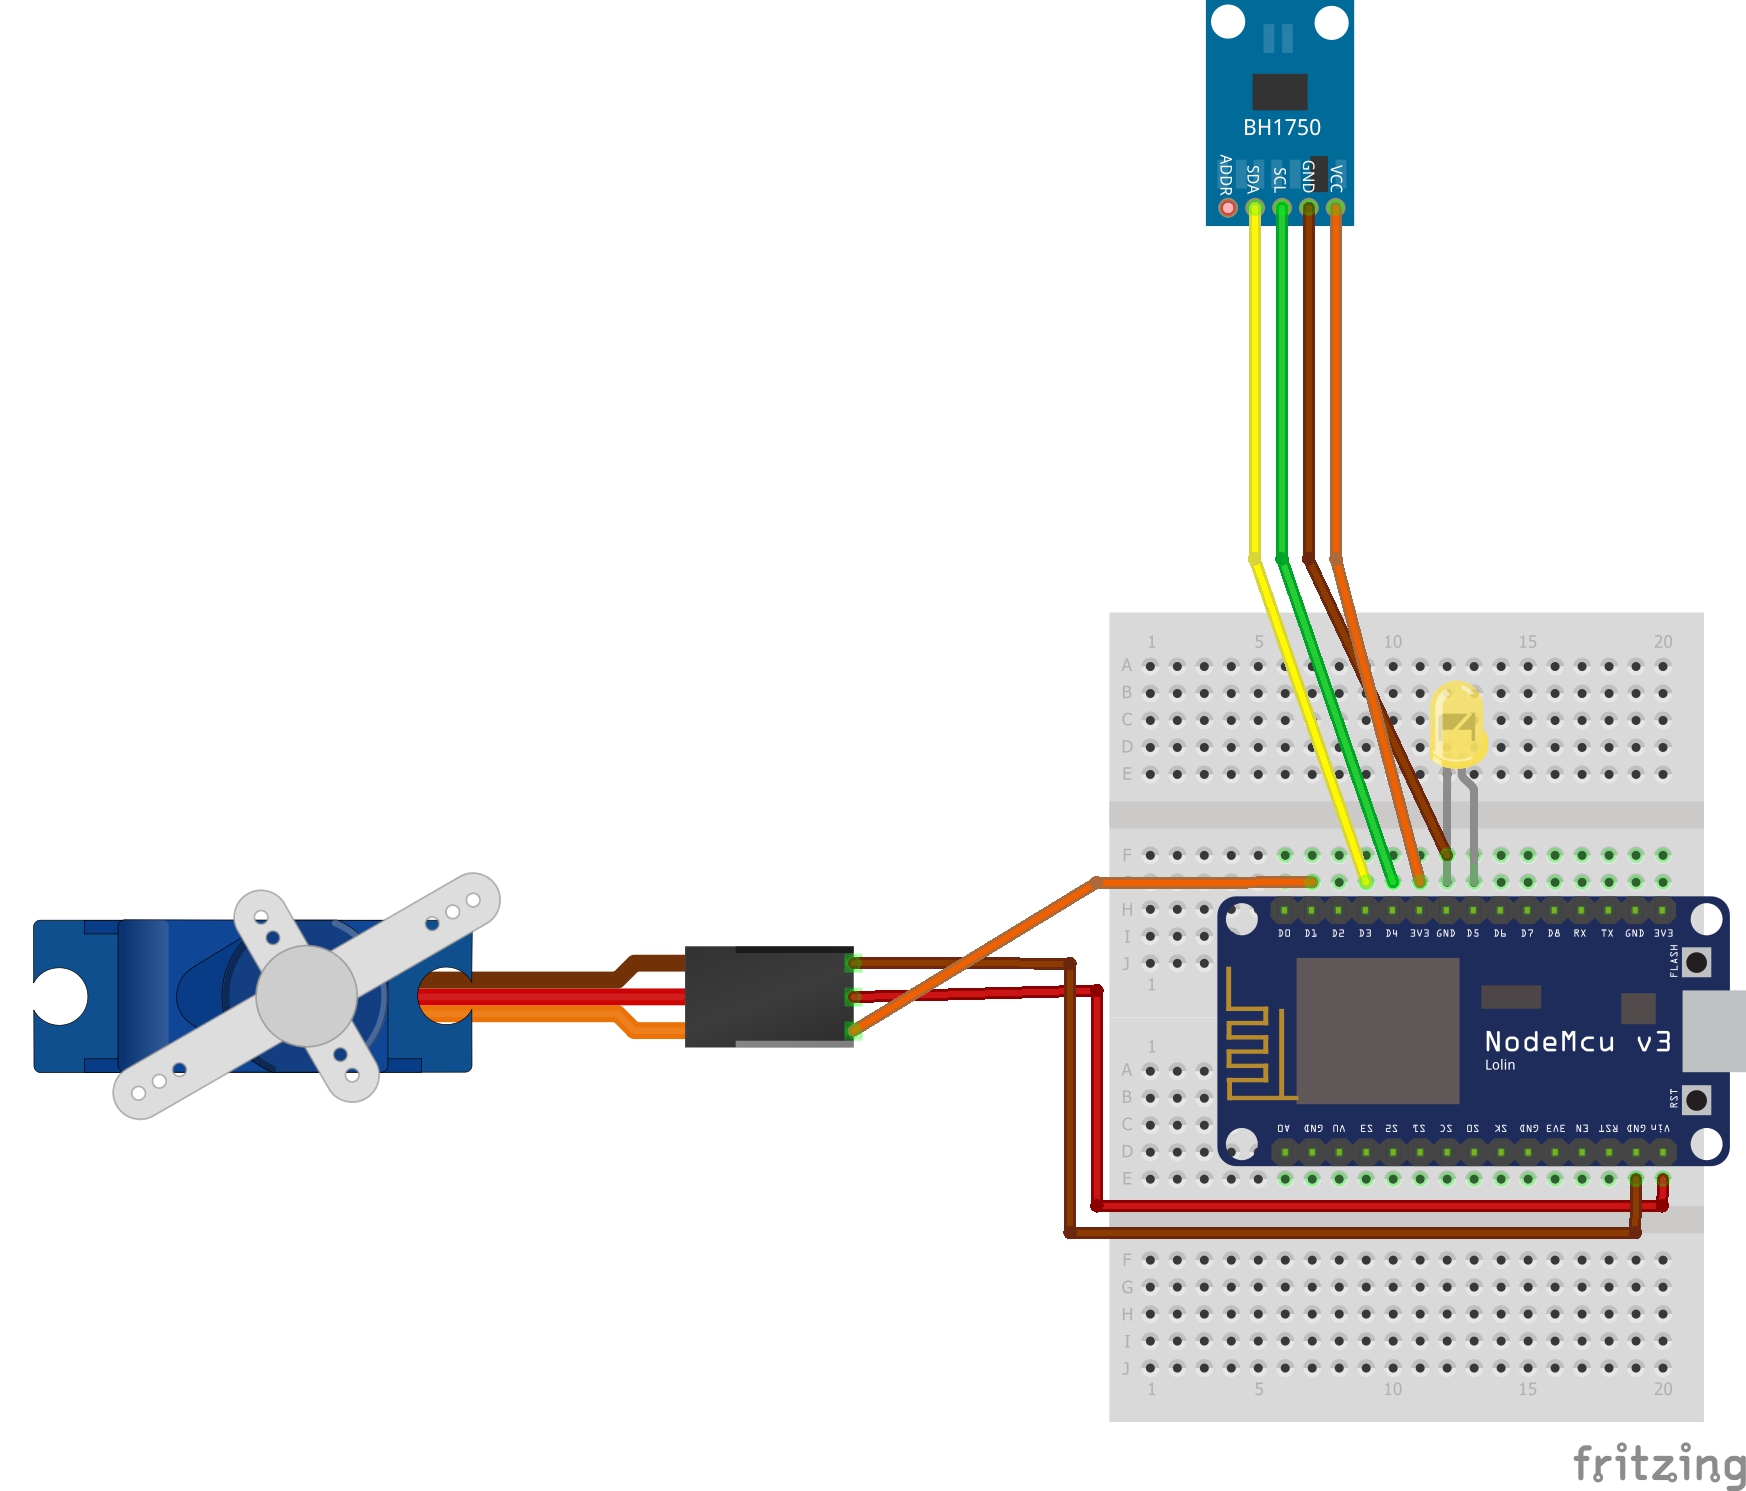 BH1750
ADDR SDA SCL GND VCC
1 5 10 15 20
A
B
C
D
E
F
H
I
J
1
D0 D1 D2 D3 D4 3V3 GND D5 D6 D7 D8 RX TX GND 3V3
FLASH
NodeMcu v3
Lolin
RST
1
A
B
C
D
E
A0 GND VU S3 S2 S1 SC S0 SK GND 3V3 EN RST GND Vin
F
G
H
I
J
1 5 10 15 20
fritzing